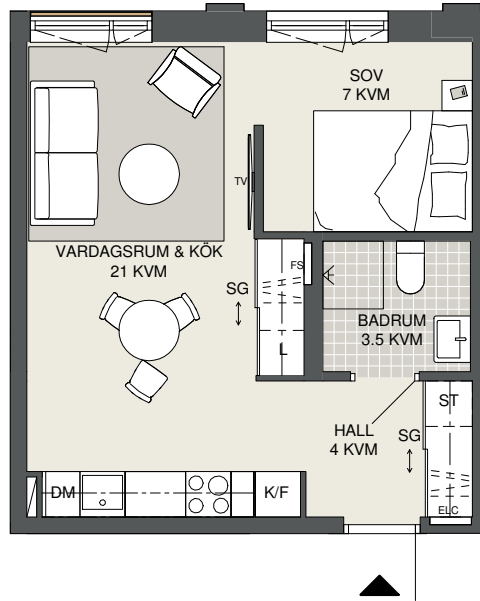 SOV
7 KVM
TV
VARDAGSRUM & KÖK
21 KVM
FS
SG
L
BADRUM
3.5 KVM
HALL
4 KVM
SG
ST
ELC
DM
K/F